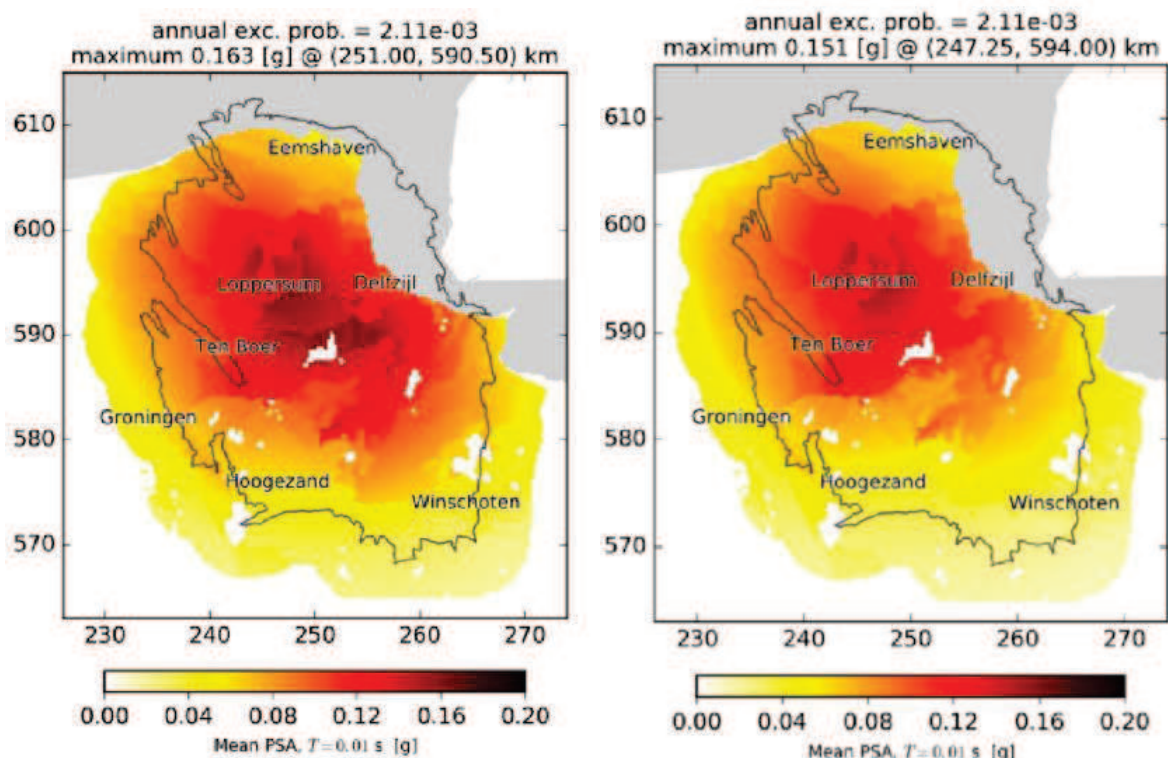 annual exc. prob. = 2.11e-03
maximum 0.163 [g] @ (251.00, 590.50) km
610
600
590
580
570
Eemshaven
Loppersum
Delfzijl
Ten Boer
Groningen
Hoogezand
Winschoten
230 240 250 260 270
0.00 0.04 0.08 0.12 0.16 0.20
Mean PSA, T=0.01 s [g]
annual exc. prob. = 2.11e-03
maximum 0.151 [g] @ (247.25, 594.00) km
610
600
590
580
570
Eemshaven
Loppersum
Delfzijl
Ten Boer
Groningen
Hoogezand
Winschoten
230 240 250 260 270
0.00 0.04 0.08 0.12 0.16 0.20
Mean PSA, T=0.01 s [g]